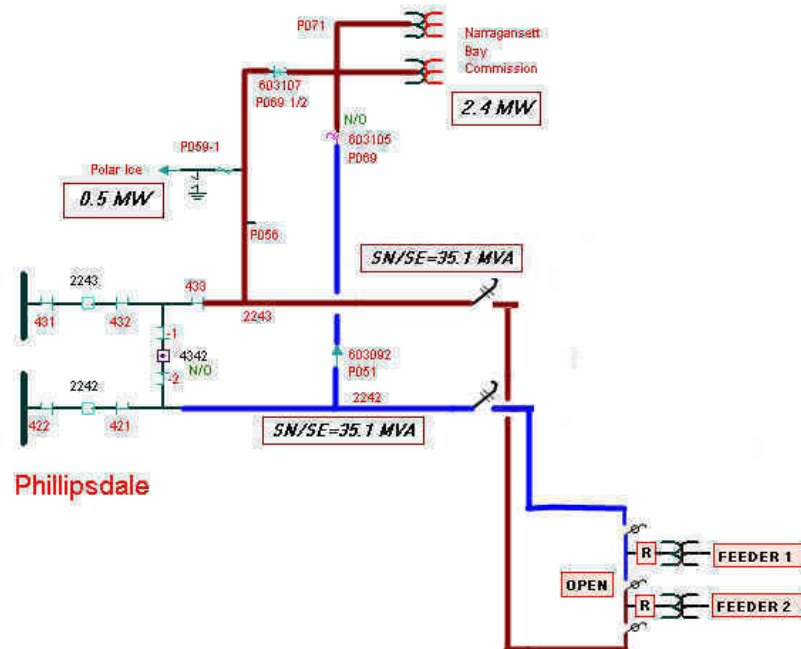 P071
Narragansett
Bay
Commission
603107
P069 1/2
2.4 MW
N/O
603105
P069
P059-1
Polar Ice
0.5 MW
P056
SN/SE=35.1 MVA
2243
433
431
432
2243
-1
4342
N/O
-2
603092
P051
2242
2242
422
421
SN/SE=35.1 MVA
Phillipsdale
R
FEEDER 1
OPEN
R
FEEDER 2